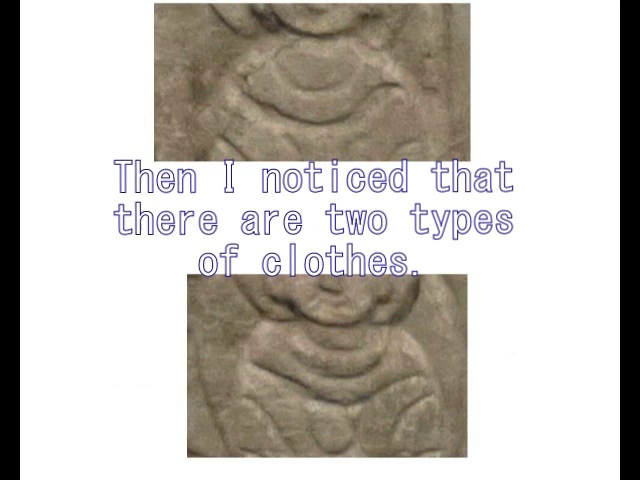 Then I noticed that
there are two types
of clothes.